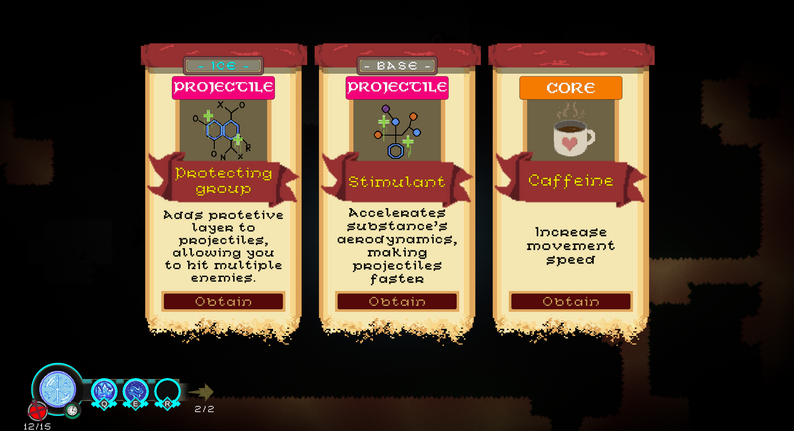 - ICE -
PROJECTILE
Protecting
group
Adds protetive
layer to
projectiles,
allowing you
to hit multiple
enemies.
Obtain
- BASE -
PROJECTILE
Stimulant
Accelerates
substance's
aerodynamics,
making
projectiles
faster
Obtain
CORE
Caffeine
Increase
movement
speed
Obtain
Q
E
R
2/2
12/15